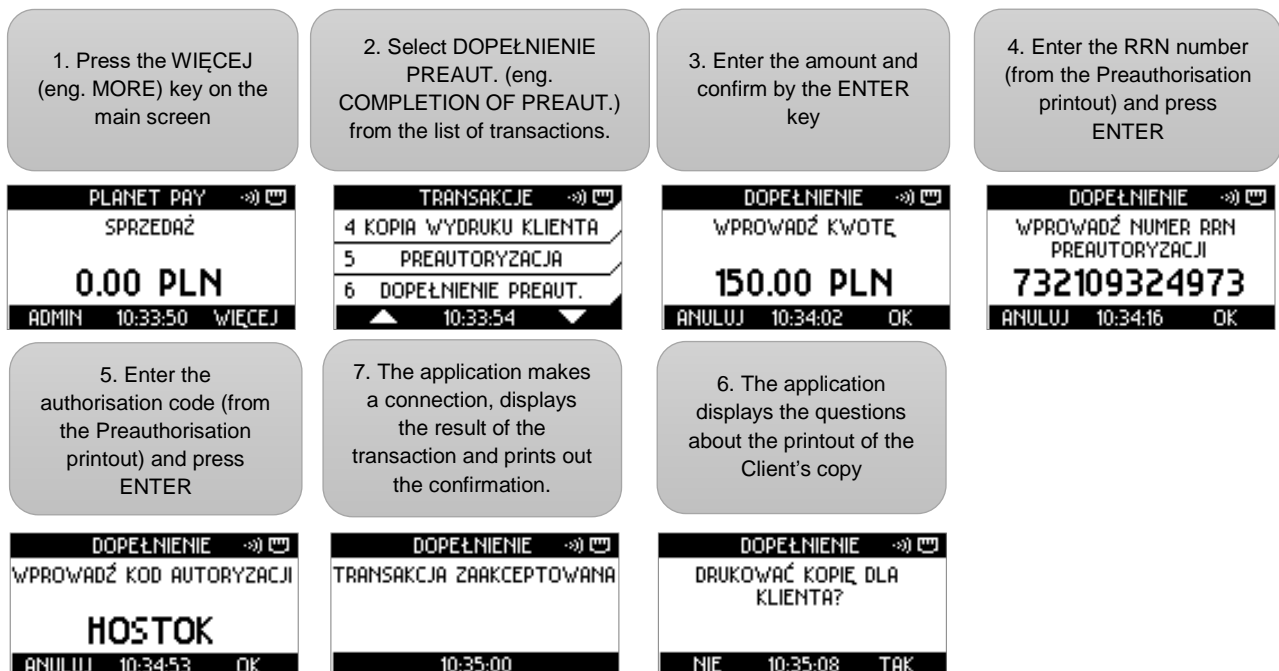 1. Press the WIĘCEJ
(eng. MORE) key on the
main screen
2. Select DOPEŁNIENIE
PREAUT. (eng.
COMPLETION OF PREAUT.)
from the list of transactions.
3. Enter the amount and
confirm by the ENTER
key
4. Enter the RRN number
(from the Preauthorisation
printout) and press
ENTER
PLANET PAY
SPRZEDAŻ
0.00 PLN
ADMIN 10:33:50 WIĘCEJ
TRANSAKCJE
4 KOPIA WYDRUKU KLIENTA
5 PREAUTORYZACJA
6 DOPEŁNIENIE PREAUT.
10:33:54
DOPEŁNIENIE
WPROWADŹ KWOTĘ
150.00 PLN
ANULUJ 10:34:02 OK
DOPEŁNIENIE
WPROWADŹ NUMER RRN
PREAUTORYZACJI
732109324973
ANULUJ 10:34:16 OK
5. Enter the
authorisation code (from
the Preauthorisation
printout) and press
ENTER
7. The application makes
a connection, displays
the result of the
transaction and prints out
the confirmation.
6. The application
displays the questions
about the printout of the
Client's copy
DOPEŁNIENIE
WPROWADŹ KOD AUTORYZACJI
HOSTOK
ANULUJ 10:34:53 OK
DOPEŁNIENIE
TRANSAKCJA ZAAKCEPTOWANA
10:35:00
DOPEŁNIENIE
DRUKOWAĆ KOPIĘ DLA
KLIENTA?
NIE 10:35:08 TAK